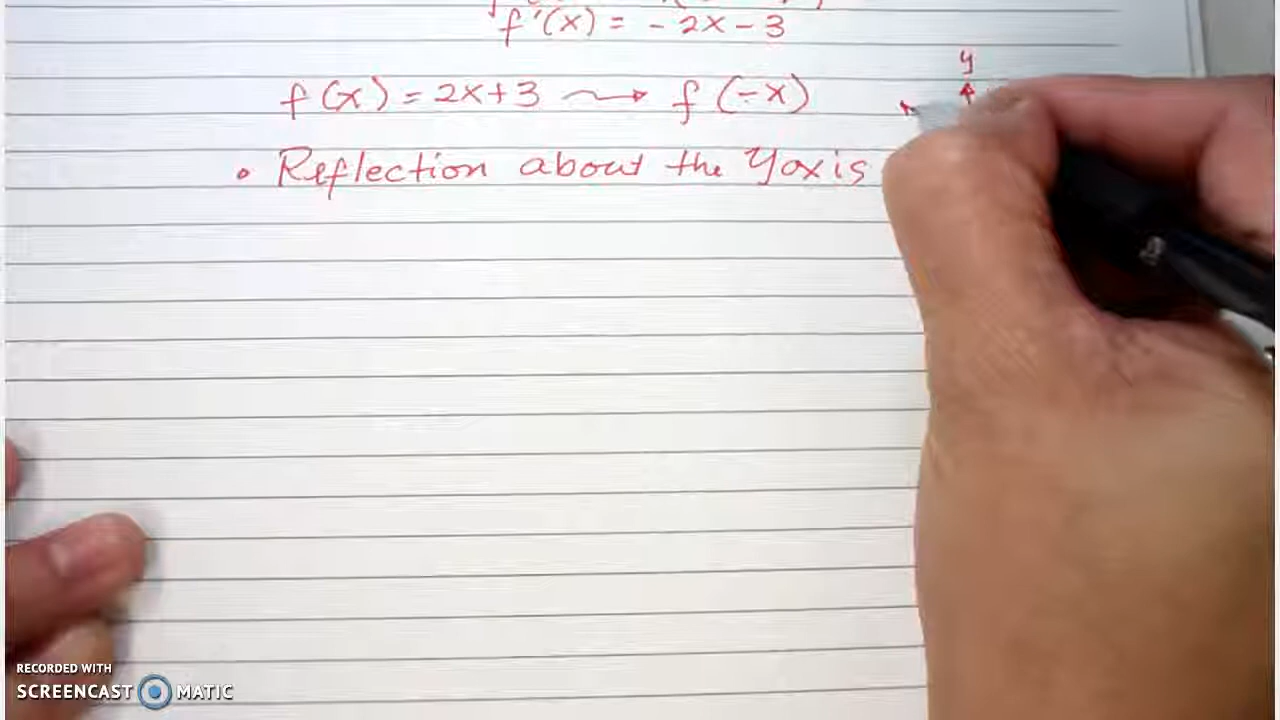 f'(x) = - 2x - 3
y
f(x) = 2x+3 → f(-x)
• Reflection about the Yaxis
RECORDED WITH
SCREENCAST MATIC